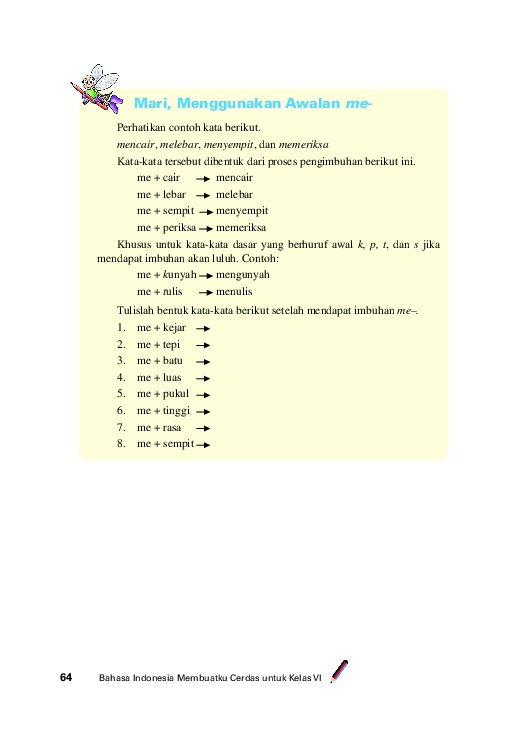 Mari, Menggunakan Awalan me-
Perhatikan contoh kata berikut.
mencair, melebar, menyempit, dan memeriksa
Kata-kata tersebut dibentuk dari proses pengimbuhan berikut ini.
me + cair → mencair
me + lebar → melebar
me + sempit → menyempit
me + periksa → memeriksa
Khusus untuk kata-kata dasar yang berhuruf awal k, p, t, dan s jika
mendapat imbuhan akan luluh. Contoh:
me + kunyah → mengunyah
me + tulis → menulis
Tulislah bentuk kata-kata berikut setelah mendapat imbuhan me–.
1. me + kejar →
2. me + tepi →
3. me + batu →
4. me + luas →
5. me + pukul →
6. me + tinggi →
7. me + rasa →
8. me + sempit →
64 Bahasa Indonesia Membuatku Cerdas untuk Kelas VI